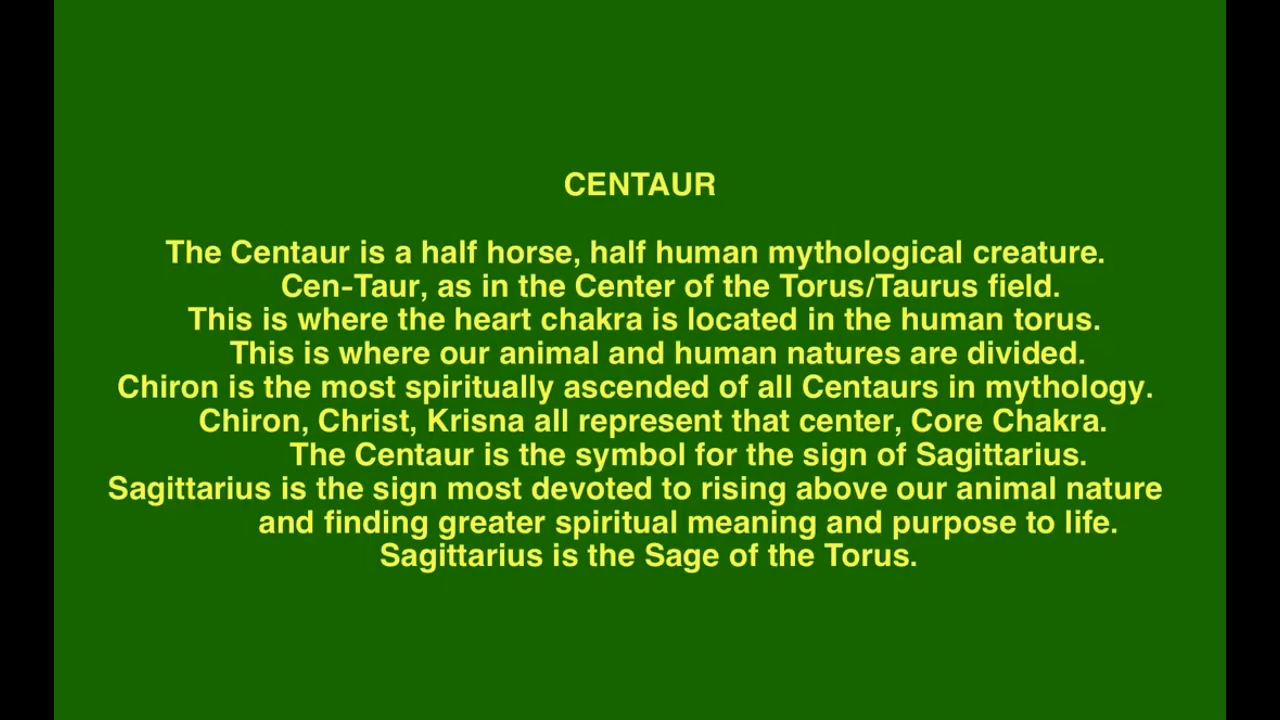 CENTAUR
The Centaur is a half horse, half human mythological creature.
Cen-Taur, as in the Center of the Torus/Taurus field.
This is where the heart chakra is located in the human torus.
This is where our animal and human natures are divided.
Chiron is the most spiritually ascended of all Centaurs in mythology.
Chiron, Christ, Krisna all represent that center, Core Chakra.
The Centaur is the symbol for the sign of Sagittarius.
Sagittarius is the sign most devoted to rising above our animal nature
and finding greater spiritual meaning and purpose to life.
Sagittarius is the Sage of the Torus.